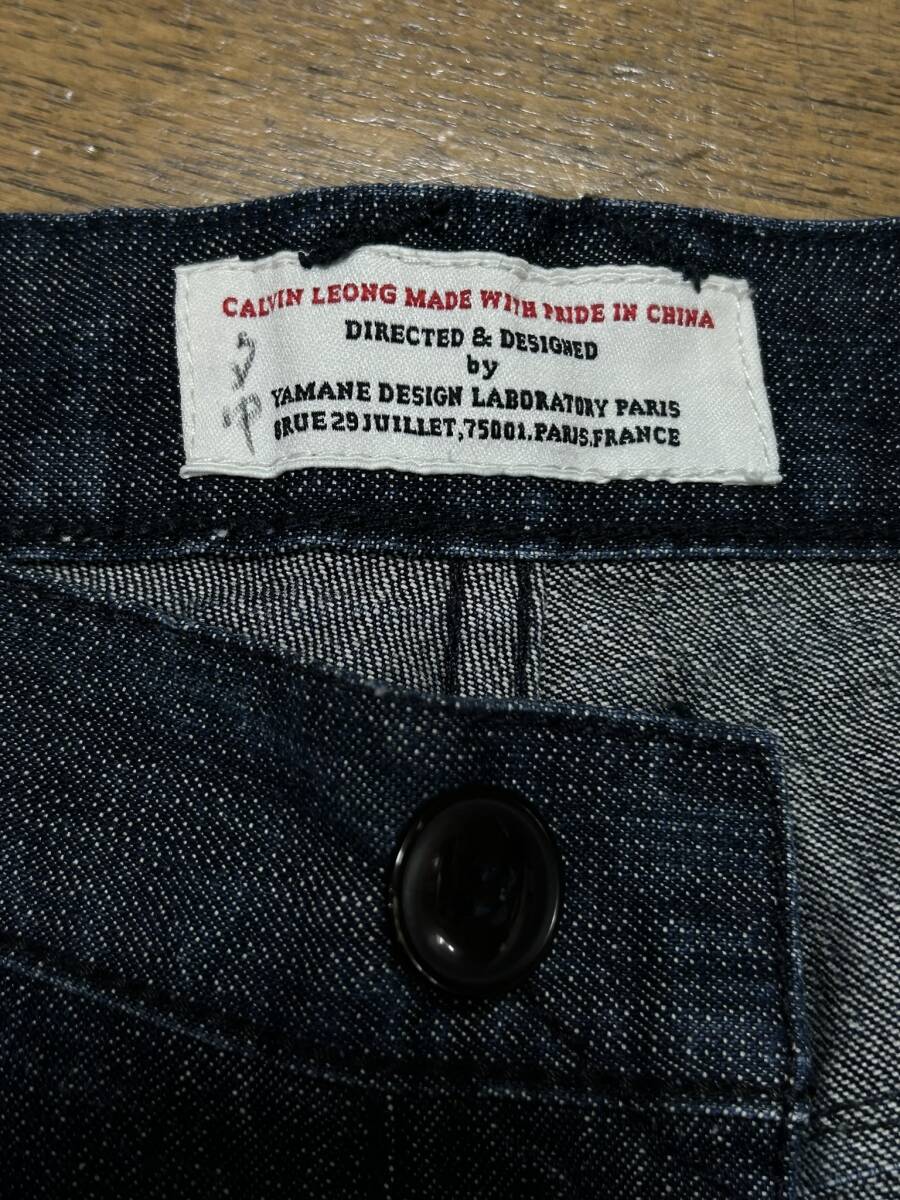 CALVIN LEONG MADE WITH PRIDE IN CHINA
DIRECTED & DESIGNED
by
YAMANE DESIGN LABORATORY PARIS
8RUE 29 JUILLET,75001.PARIS.FRANCE